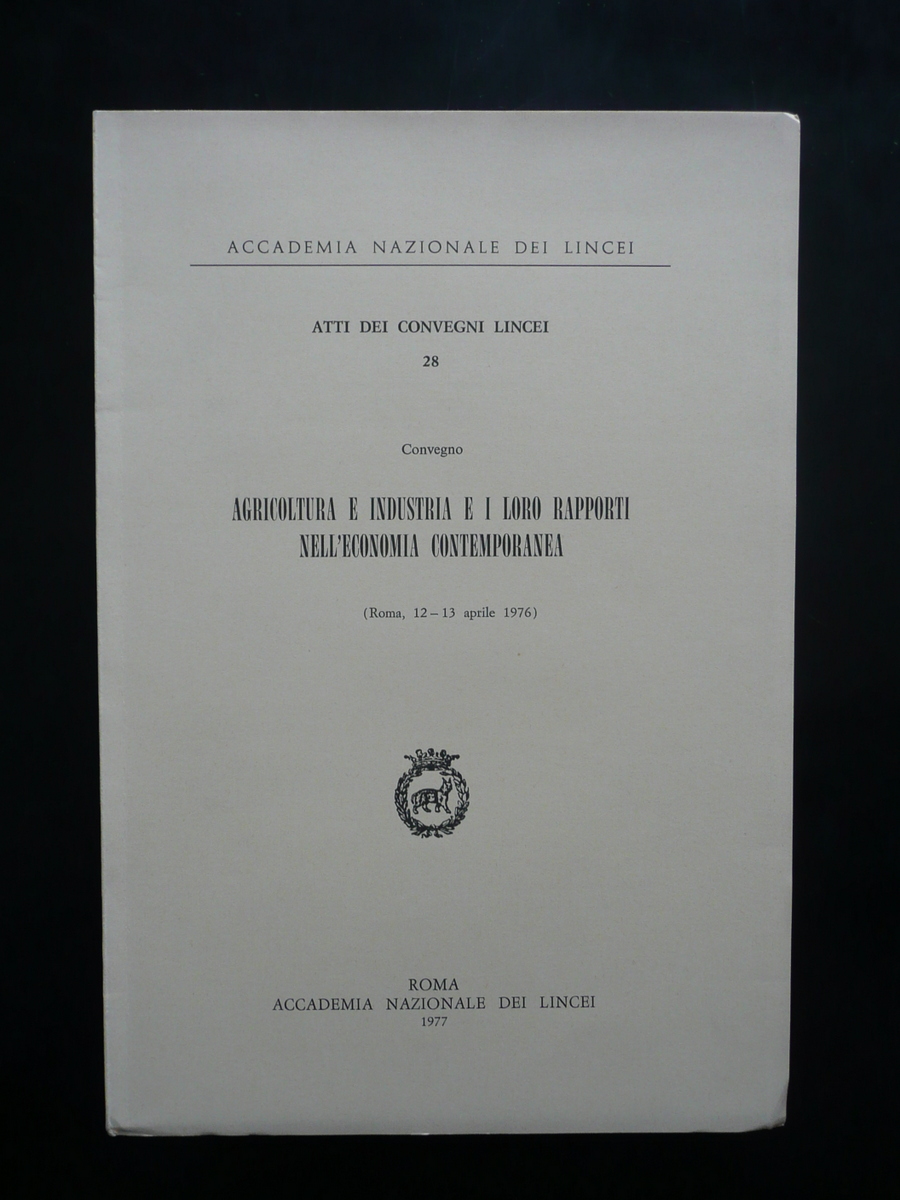 ACCADEMIA NAZIONALE DEI LINCEI
ATTI DEI CONVEGNI LINCEI
28
Convegno
AGRICOLTURA E INDUSTRIA E I LORO RAPPORTI
NELL'ECONOMIA CONTEMPORANEA
(Roma, 12–13 aprile 1976)
ROMA
ACCADEMIA NAZIONALE DEI LINCEI
1977